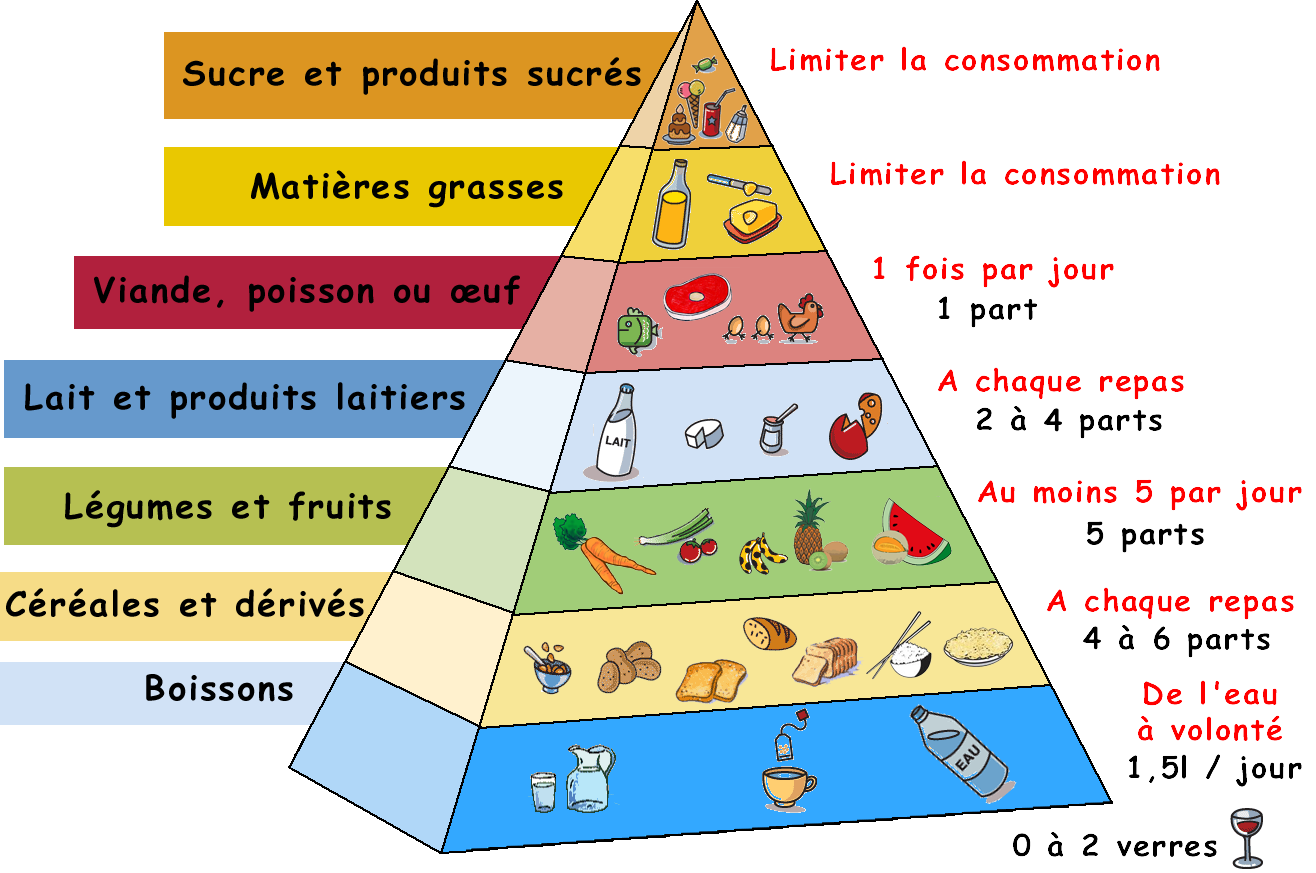 Sucre et produits sucrés
Limiter la consommation
Matières grasses
Limiter la consommation
Viande, poisson ou œuf
1 fois par jour
1 part
Lait et produits laitiers
A chaque repas
2 à 4 parts
LAIT
Légumes et fruits
Au moins 5 par jour
5 parts
Céréales et dérivés
A chaque repas
4 à 6 parts
Boissons
De l'eau
à volonté
1,5l / jour
EAU
0 à 2 verres